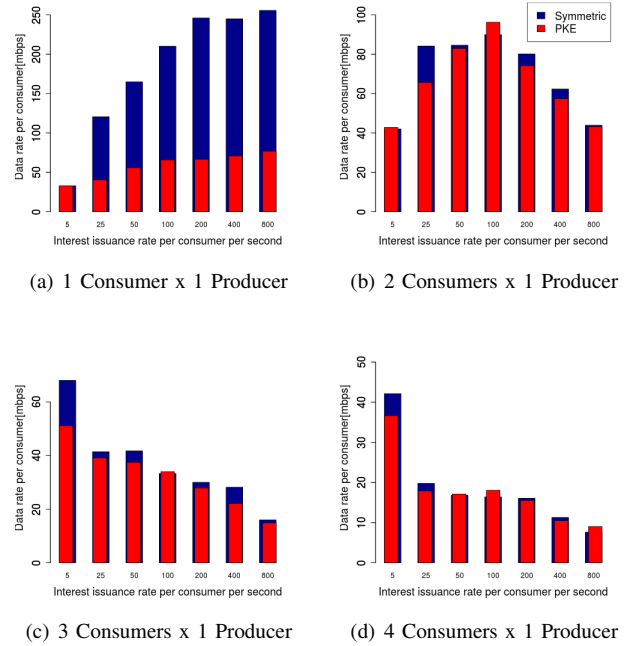 Symmetric
PKE
Data rate per consumer[mbps]
250
200
150
100
50
0
5 25 50 100 200 400 800
Interest issuance rate per consumer per second
(a) 1 Consumer x 1 Producer
Data rate per consumer[mbps]
100
80
60
40
20
0
5 25 50 100 200 400 800
Interest issuance rate per consumer per second
(b) 2 Consumers x 1 Producer
Data rate per consumer[mbps]
60
40
20
0
5 25 50 100 200 400 800
Interest issuance rate per consumer per second
(c) 3 Consumers x 1 Producer
Data rate per consumer[mbps]
50
40
30
20
10
0
5 25 50 100 200 400 800
Interest issuance rate per consumer per second
(d) 4 Consumers x 1 Producer